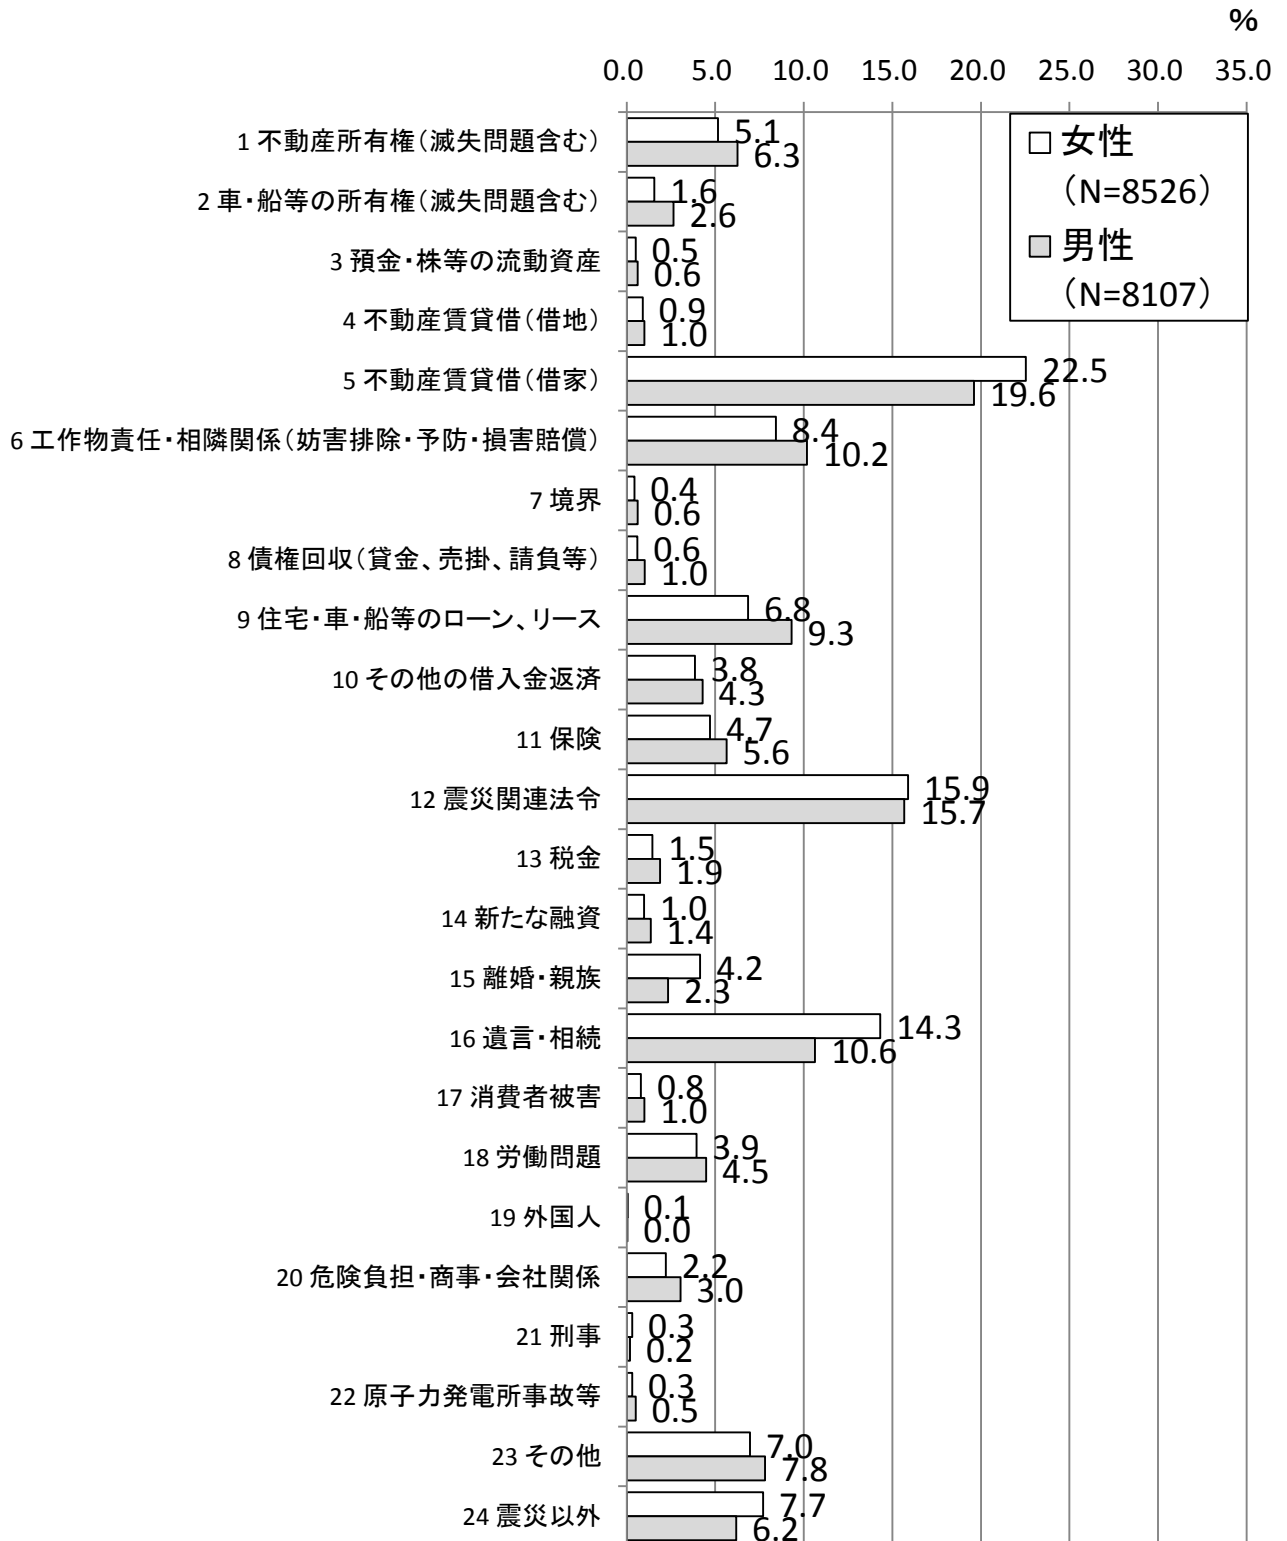 %
0.0 5.0 10.0 15.0 20.0 25.0 30.0 35.0
女性
（N=8526）
男性
（N=8107）
1 不動産所有権（滅失問題含む）
5.1
6.3
2 車・船等の所有権（滅失問題含む）
1.6
2.6
3 預金・株等の流動資産
0.5
0.6
4 不動産賃貸借（借地）
0.9
1.0
5 不動産賃貸借（借家）
22.5
19.6
6 工作物責任・相隣関係（妨害排除・予防・損害賠償）
8.4
10.2
7 境界
0.4
0.6
8 債権回収（貸金、売掛、請負等）
0.6
1.0
9 住宅・車・船等のローン、リース
6.8
9.3
10 その他の借入金返済
3.8
4.3
11 保険
4.7
5.6
12 震災関連法令
15.9
15.7
13 税金
1.5
1.9
14 新たな融資
1.0
1.4
15 離婚・親族
4.2
2.3
16 遺言・相続
14.3
10.6
17 消費者被害
0.8
1.0
18 労働問題
3.9
4.5
19 外国人
0.1
0.0
20 危険負担・商事・会社関係
2.2
3.0
21 刑事
0.3
0.2
22 原子力発電所事故等
0.3
0.5
23 その他
7.0
7.8
24 震災以外
7.7
6.2